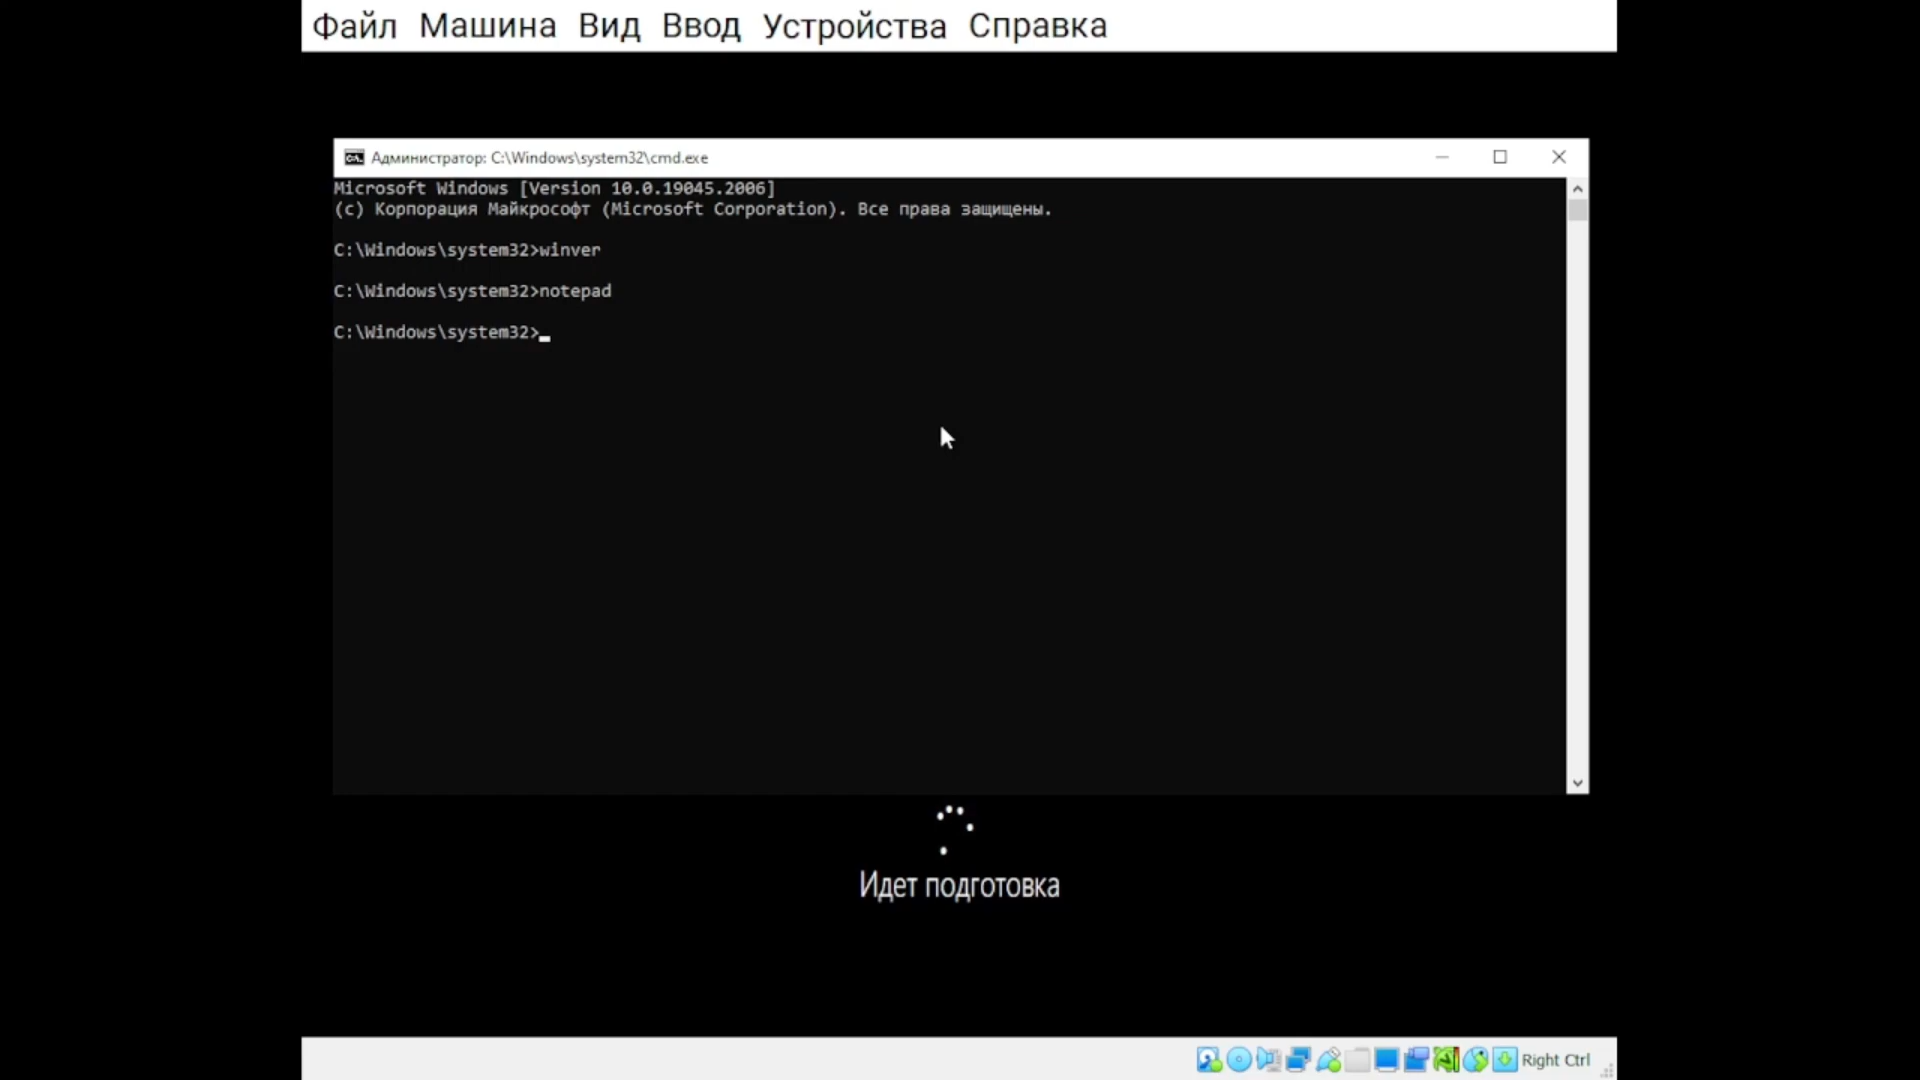 Файл Машина Вид Ввод Устройства Справка
Администратор: C:\Windows\system32\cmd.exe
Microsoft Windows [Version 10.0.19045.2006]
(c) Корпорация Майкрософт (Microsoft Corporation). Все права защищены.
C:\Windows\system32>winver
C:\Windows\system32>notepad
C:\Windows\system32>
Идет подготовка
Right Ctrl